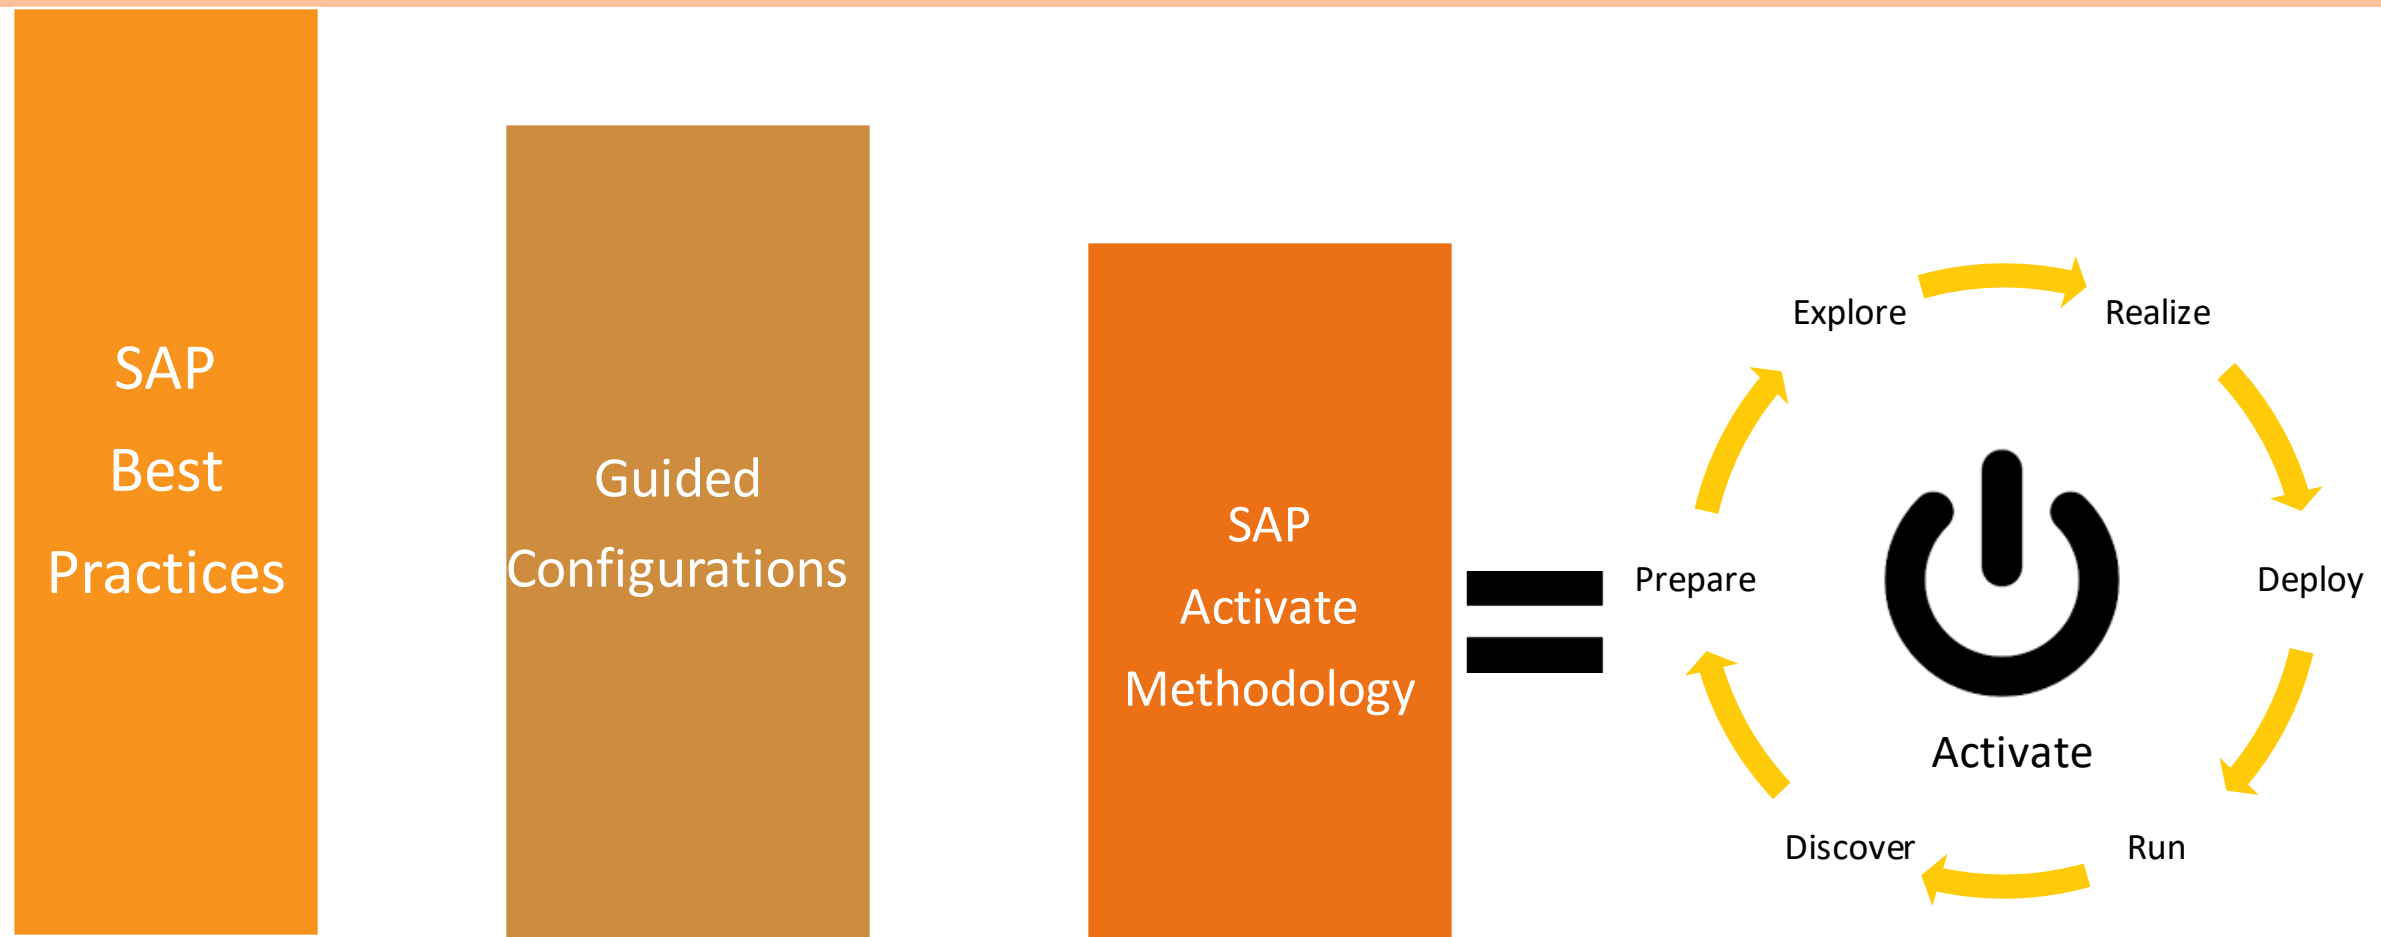 SAP
Best
Practices
Guided
Configurations
SAP
Activate
Methodology
Explore
Realize
Prepare
Deploy
Activate
Discover
Run